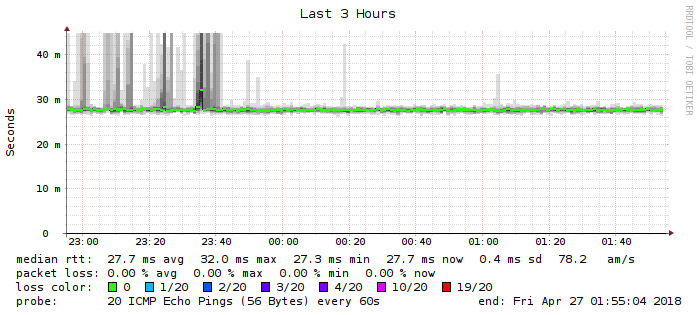 Last 3 Hours
RRDTOOL / TOBI OETIKER
Seconds
40 m
30 m
20 m
10 m
0
23:00 23:20 23:40 00:00 00:20 00:40 01:00 01:20 01:40
median rtt: 27.7 ms avg 32.0 ms max 27.3 ms min 27.7 ms now 0.4 ms sd 78.2 am/s
packet loss: 0.00 % avg 0.00 % max 0.00 % min 0.00 % now
loss color: 0 1/20 2/20 3/20 4/20 10/20 19/20
probe: 20 ICMP Echo Pings (56 Bytes) every 60s end: Fri Apr 27 01:55:04 2018